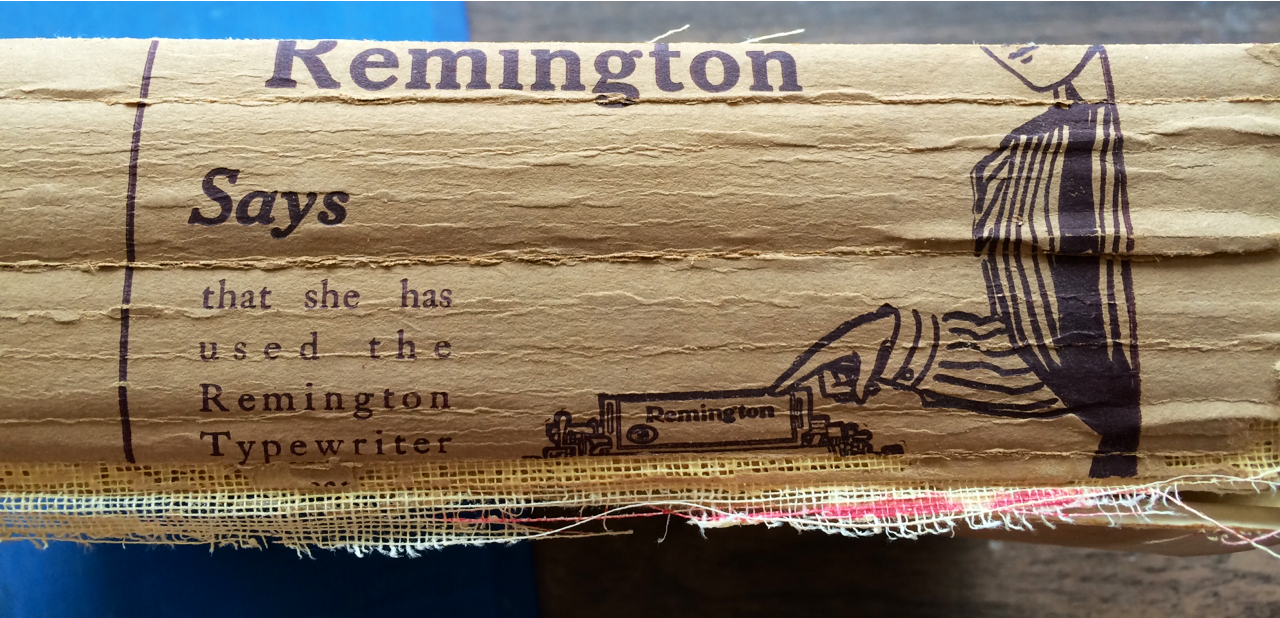 Remington
Says
that she has
used the
Remington
Typewriter
Remington